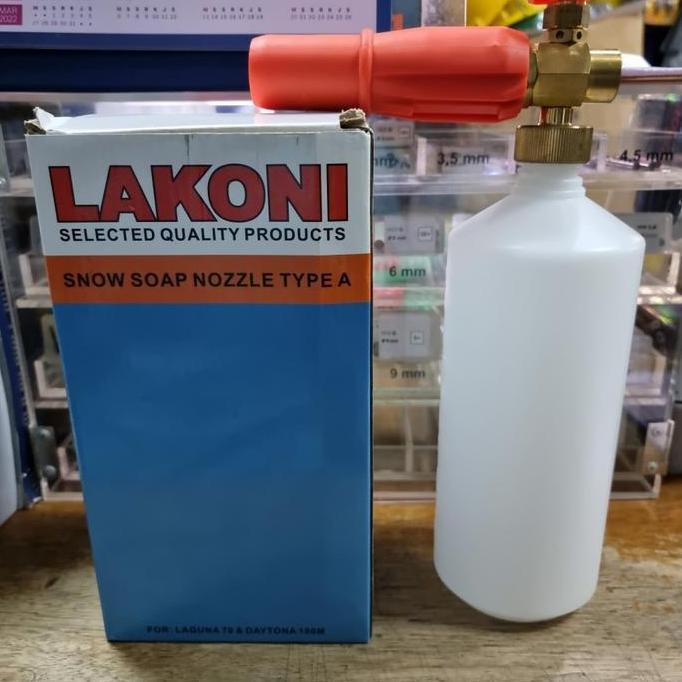 MAR
2022
LAKONI
SELECTED QUALITY PRODUCTS
SNOW SOAP NOZZLE TYPE A
3,5 mm
4,5 mm
6 mm
9 mm
FOR: LAGUNA 70 & DAYTONA 100M